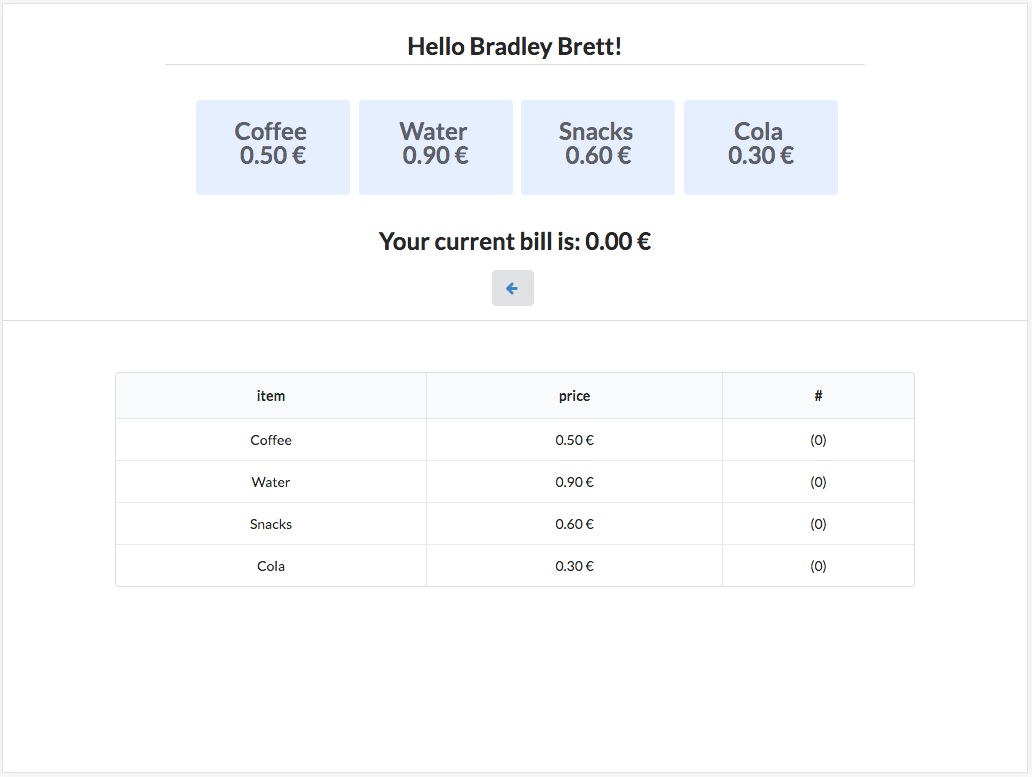 Hello Bradley Brett!
Coffee Water Snacks Cola
0.50 € 0.90 € 0.60 € 0.30 €
Your current bill is: 0.00 €
item price #
Coffee 0.50 € (0)
Water 0.90 € (0)
Snacks 0.60 € (0)
Cola 0.30 € (0)